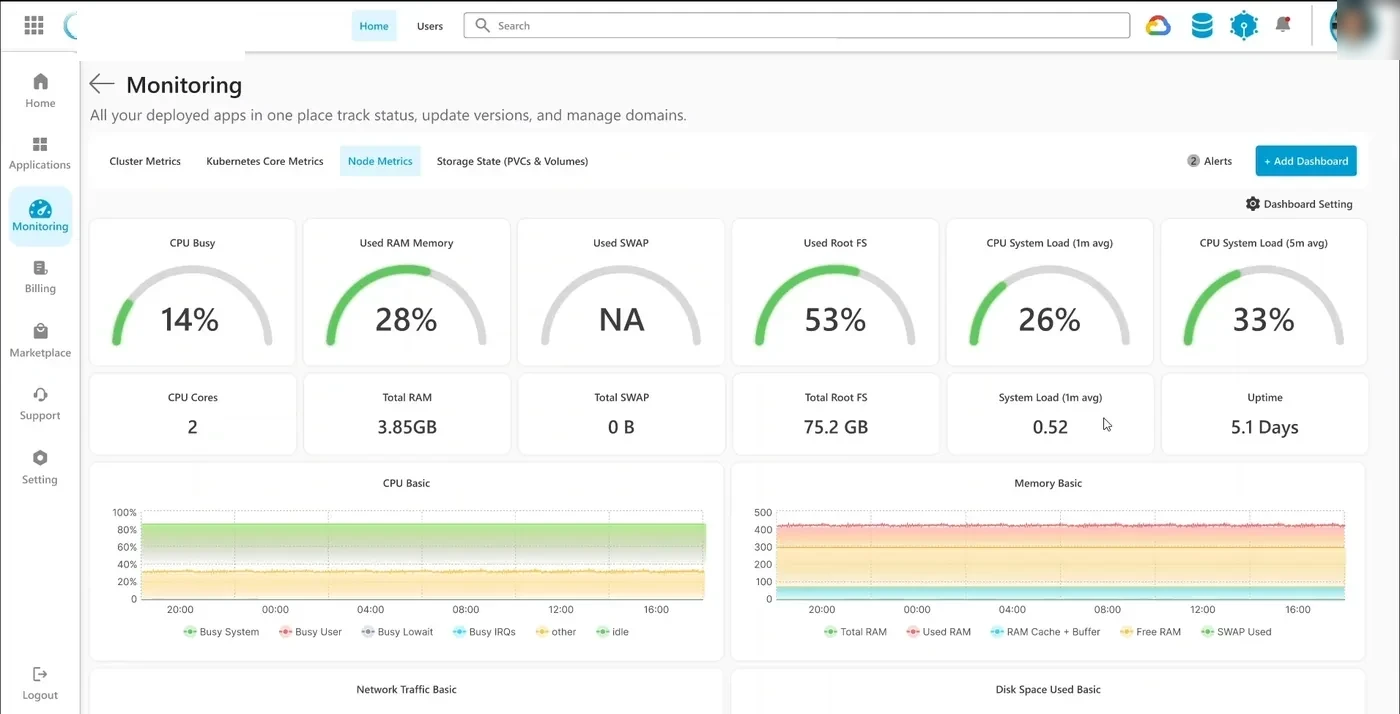 Home Users Search
Home
Applications
Monitoring
Billing
Marketplace
Support
Setting
Logout
Monitoring
All your deployed apps in one place track status, update versions, and manage domains.
Cluster Metrics Kubernetes Core Metrics Node Metrics Storage State (PVCs & Volumes) 2 Alerts + Add Dashboard
Dashboard Setting
CPU Busy Used RAM Memory Used SWAP Used Root FS CPU System Load (1m avg) CPU System Load (5m avg)
14% 28% NA 53% 26% 33%
CPU Cores Total RAM Total SWAP Total Root FS System Load (1m avg) Uptime
2 3.85GB 0 B 75.2 GB 0.52 5.1 Days
CPU Basic
100%
80%
60%
40%
20%
0
20:00 00:00 04:00 08:00 12:00 16:00
Busy System Busy User Busy Lowait Busy IRQs other idle
Memory Basic
500
400
300
200
100
0
20:00 00:00 04:00 08:00 12:00 16:00
Total RAM Used RAM RAM Cache + Buffer Free RAM SWAP Used
Network Traffic Basic Disk Space Used Basic